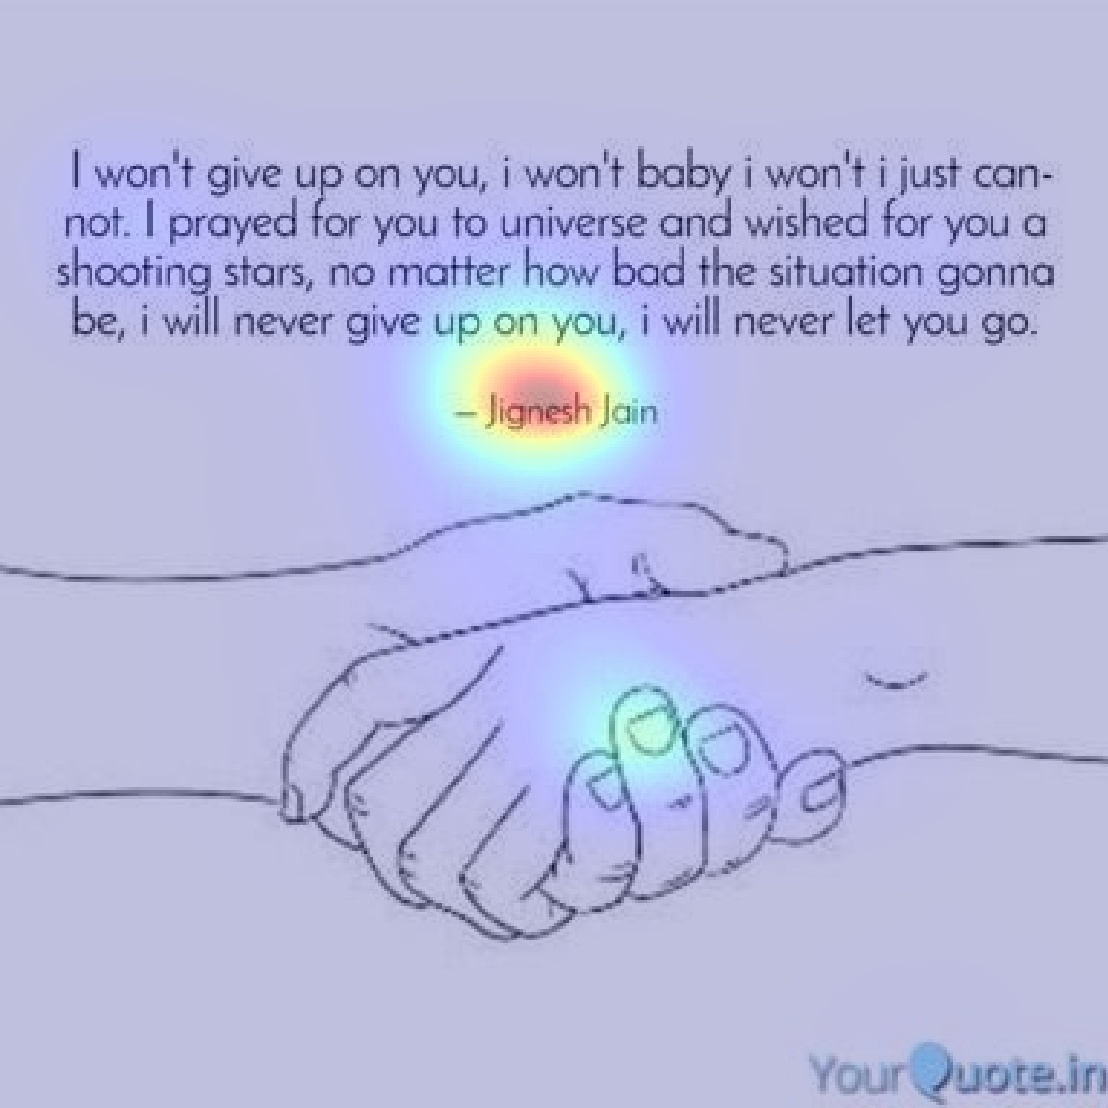 I won't give up on you, i won't baby i won't i just can-
not. I prayed for you to universe and wished for you a
shooting stars, no matter how bad the situation gonna
be, i will never give up on you, i will never let you go.
– Jignesh Jain
YourQuote.in